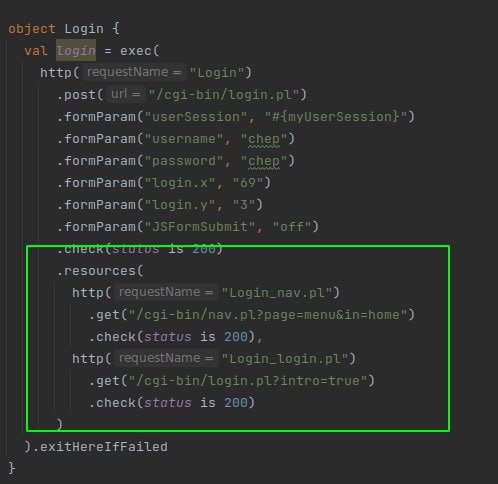 object Login {
  val login = exec(
    http( requestName = "Login")
      .post( url = "/cgi-bin/login.pl")
      .formParam("userSession", "#{myUserSession}")
      .formParam("username", "chep")
      .formParam("password", "chep")
      .formParam("login.x", "69")
      .formParam("login.y", "3")
      .formParam("JSFormSubmit", "off")
      .check(status is 200)
      .resources(
        http( requestName = "Login_nav.pl")
          .get("/cgi-bin/nav.pl?page=menu&in=home")
          .check(status is 200),
        http( requestName = "Login_login.pl")
          .get("/cgi-bin/login.pl?intro=true")
          .check(status is 200)
      )
  ).exitHereIfFailed
}